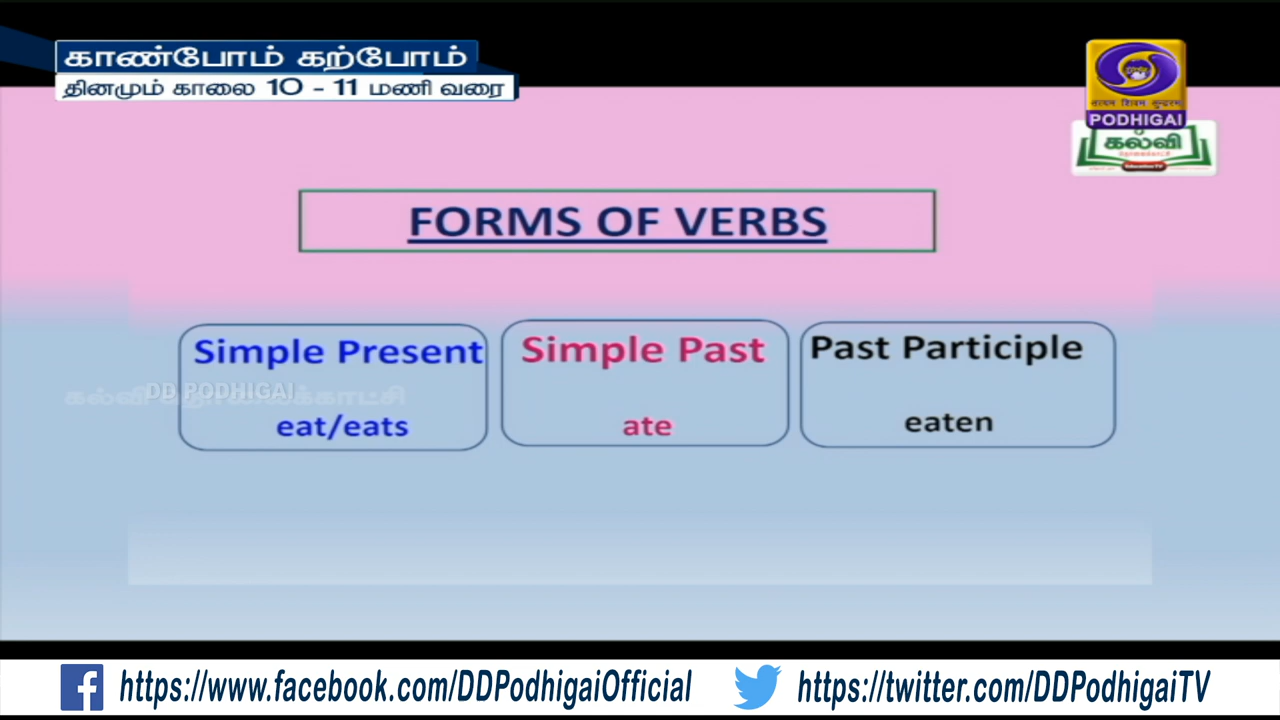 காண்போம் கற்போம்
தினமும் காலை 10 - 11 மணி வரை
PODHIGAI
கல்வி
FORMS OF VERBS
Simple Present
Simple Past
Past Participle
DD PODHIGAI
eat/eats
ate
eaten
https://www.facebook.com/DDPodhigaiOfficial
https://twitter.com/DDPodhigaiTV